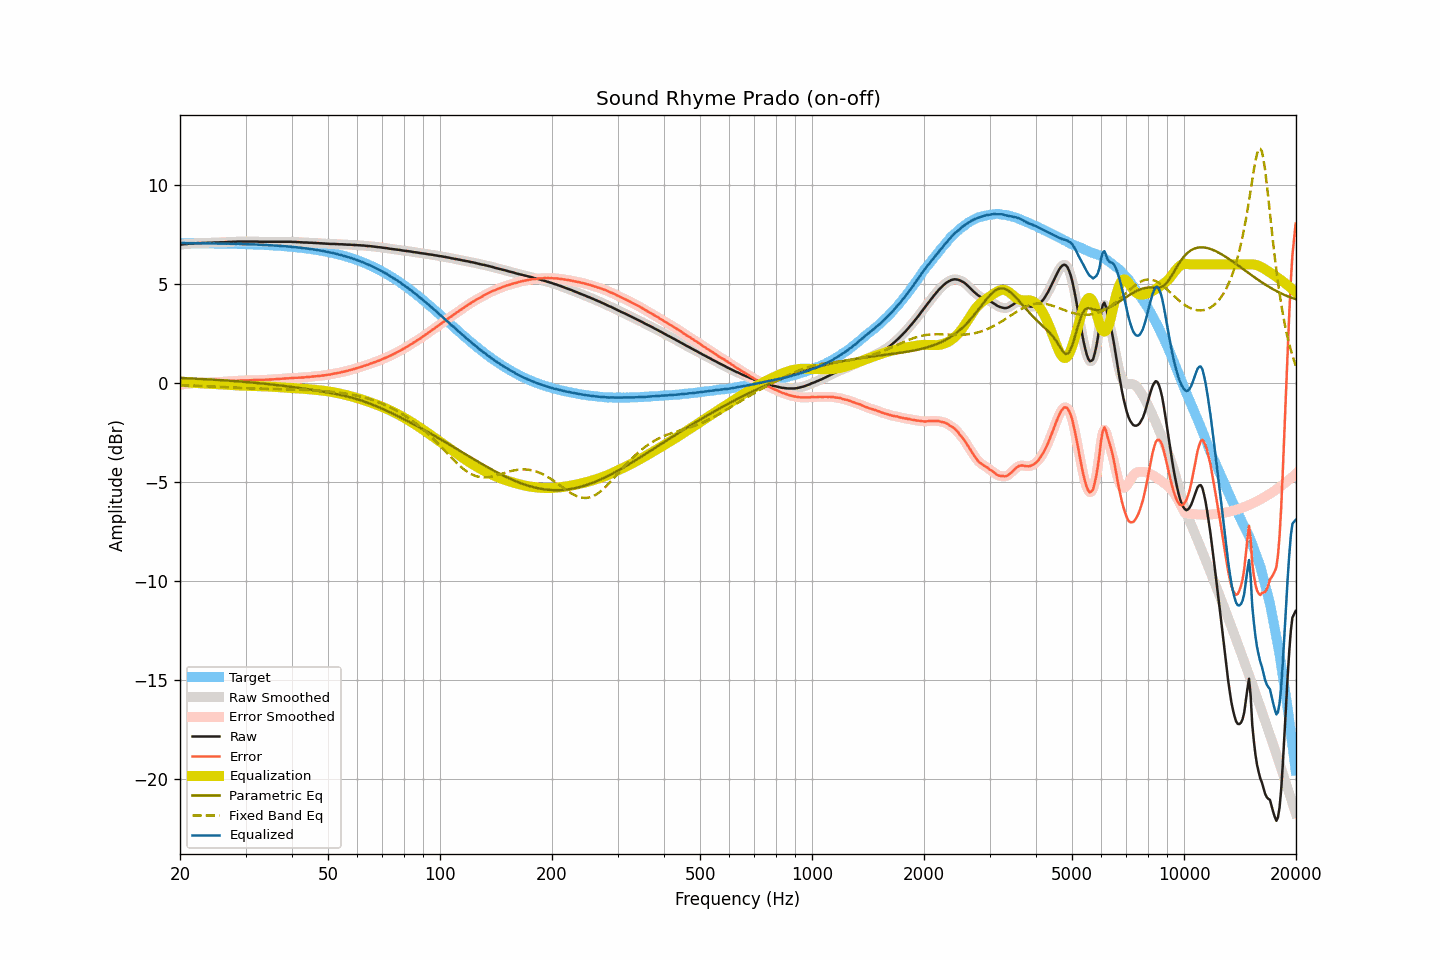 Sound Rhyme Prado (on-off)
Amplitude (dBr)
10
5
0
−5
−10
−15
−20
Target
Raw Smoothed
Error Smoothed
Raw
Error
Equalization
Parametric Eq
Fixed Band Eq
Equalized
20 50 100 200 500 1000 2000 5000 10000 20000
Frequency (Hz)